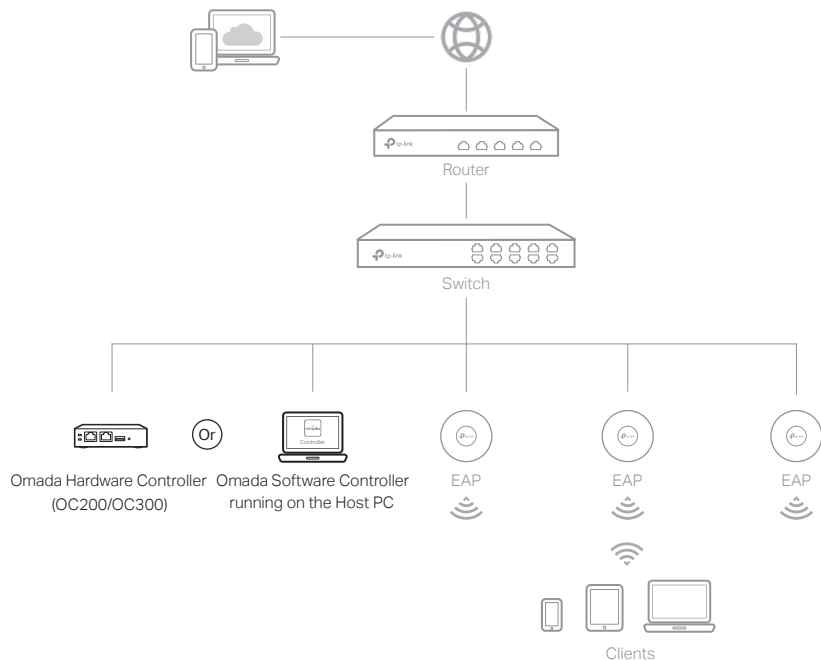 tp-link
Router
tp-link
Switch
Or
omada
Controller
Omada Hardware Controller
(OC200/OC300)
Omada Software Controller
running on the Host PC
EAP
EAP
EAP
Clients